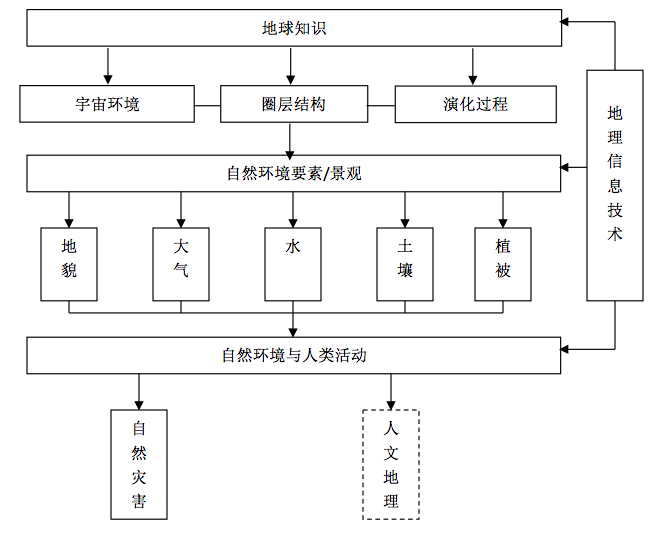 地球知识
宇宙环境
圈层结构
演化过程
地理信息技术
自然环境要素/景观
地貌
大气
水
土壤
植被
自然环境与人类活动
自然灾害
人文地理